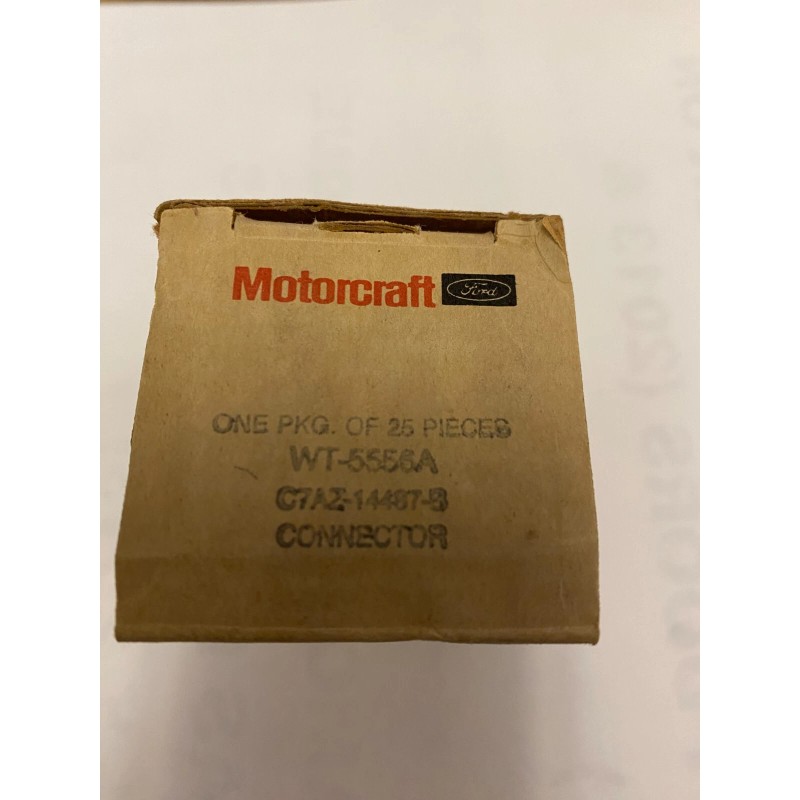 Motorcraft Ford
ONE PKG. OF 25 PIECES
WT-5556A
C7AZ-14487-B
CONNECTOR